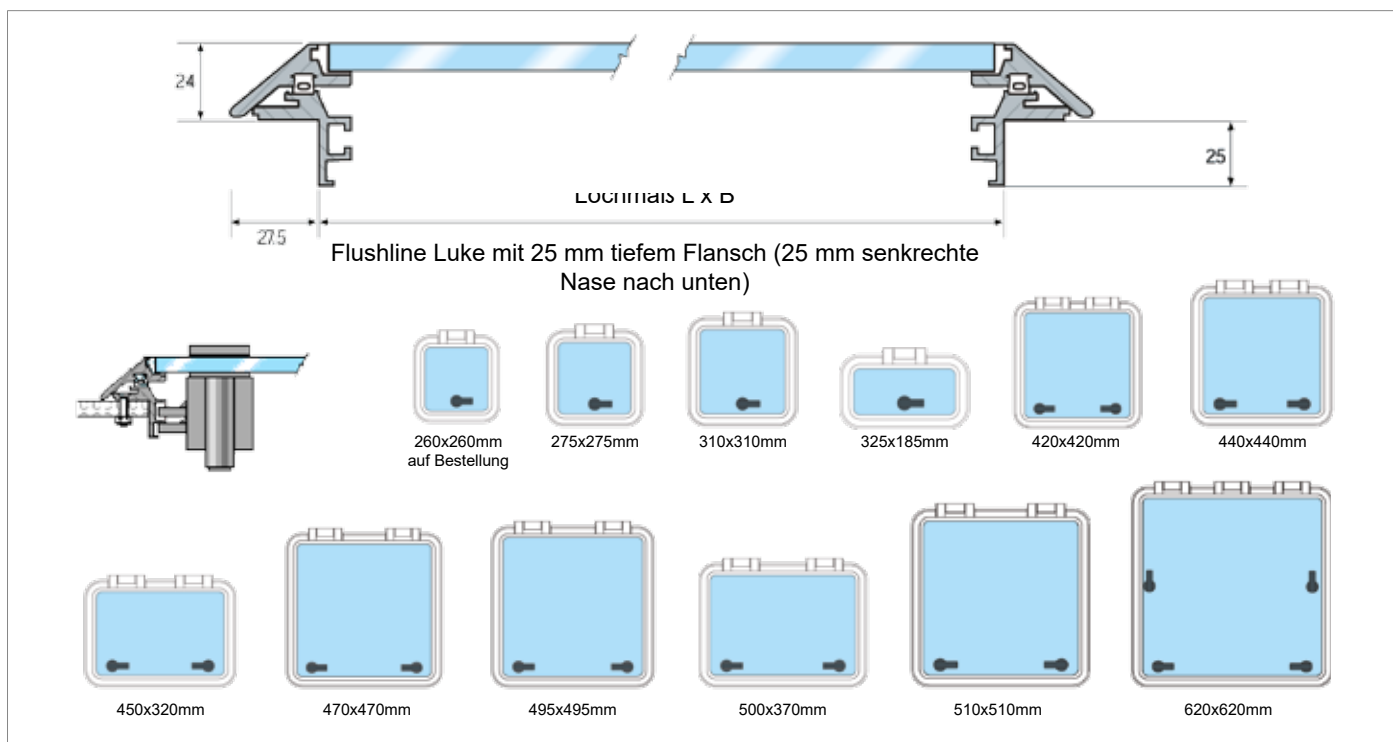 24
25
Lochmaß L x B
27.5
Flushline Luke mit 25 mm tiefem Flansch (25 mm senkrechte
Nase nach unten)
260x260mm
auf Bestellung
275x275mm
310x310mm
325x185mm
420x420mm
440x440mm
450x320mm
470x470mm
495x495mm
500x370mm
510x510mm
620x620mm